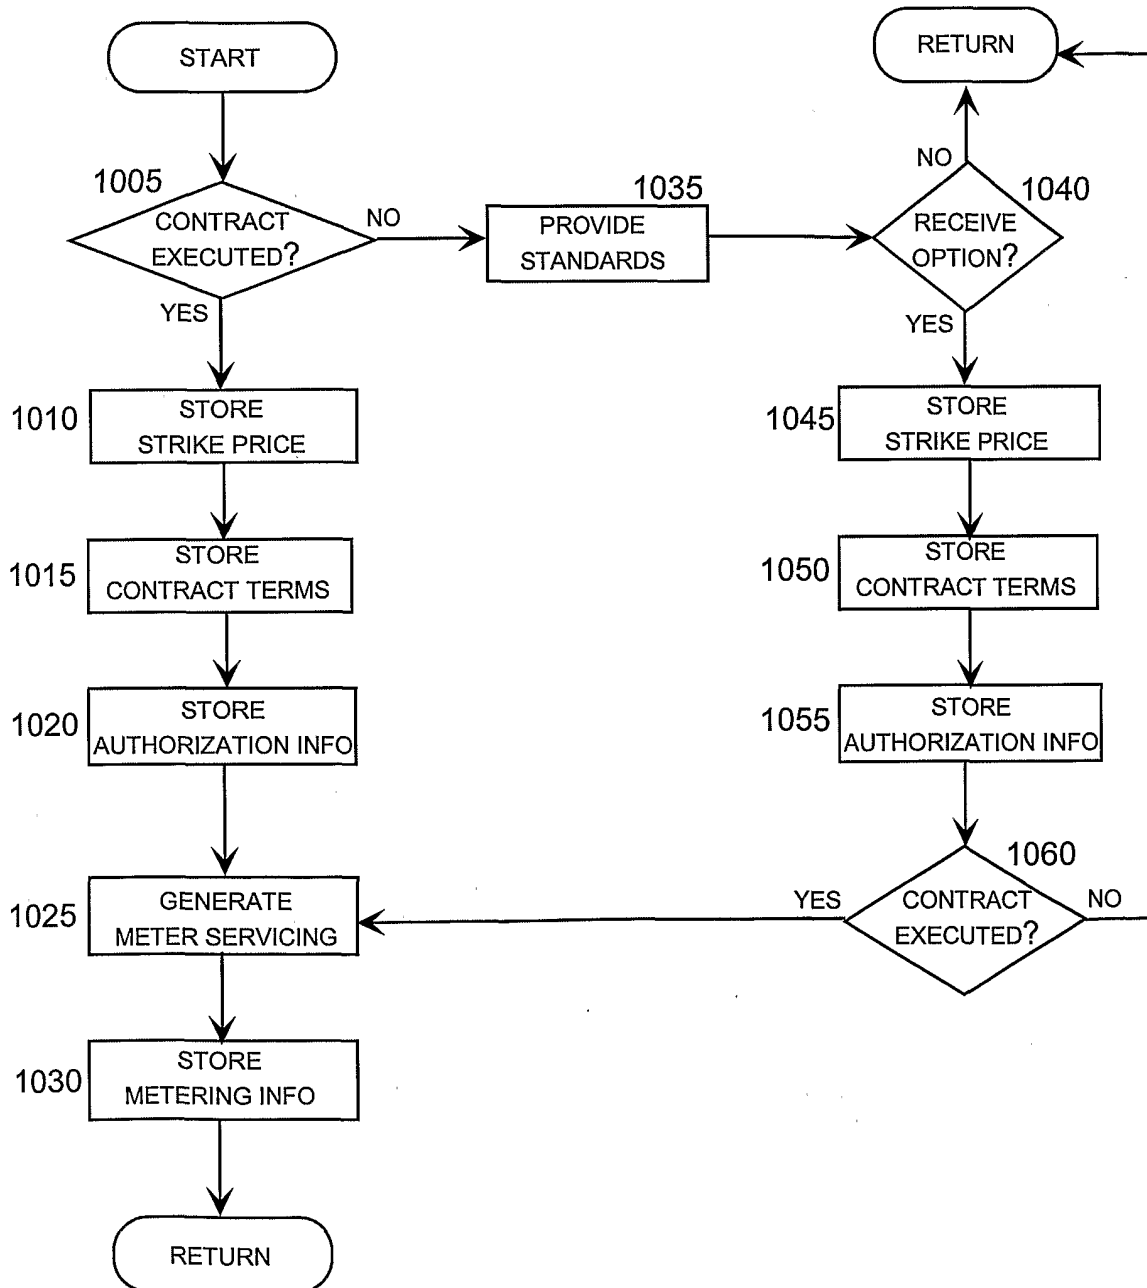 START
1005
CONTRACT
EXECUTED?
NO
YES
1010
STORE
STRIKE PRICE
1015
STORE
CONTRACT TERMS
1020
STORE
AUTHORIZATION INFO
1025
GENERATE
METER SERVICING
1030
STORE
METERING INFO
RETURN
1035
PROVIDE
STANDARDS
RETURN
NO
1040
RECEIVE
OPTION?
YES
1045
STORE
STRIKE PRICE
1050
STORE
CONTRACT TERMS
1055
STORE
AUTHORIZATION INFO
1060
YES
CONTRACT
EXECUTED?
NO